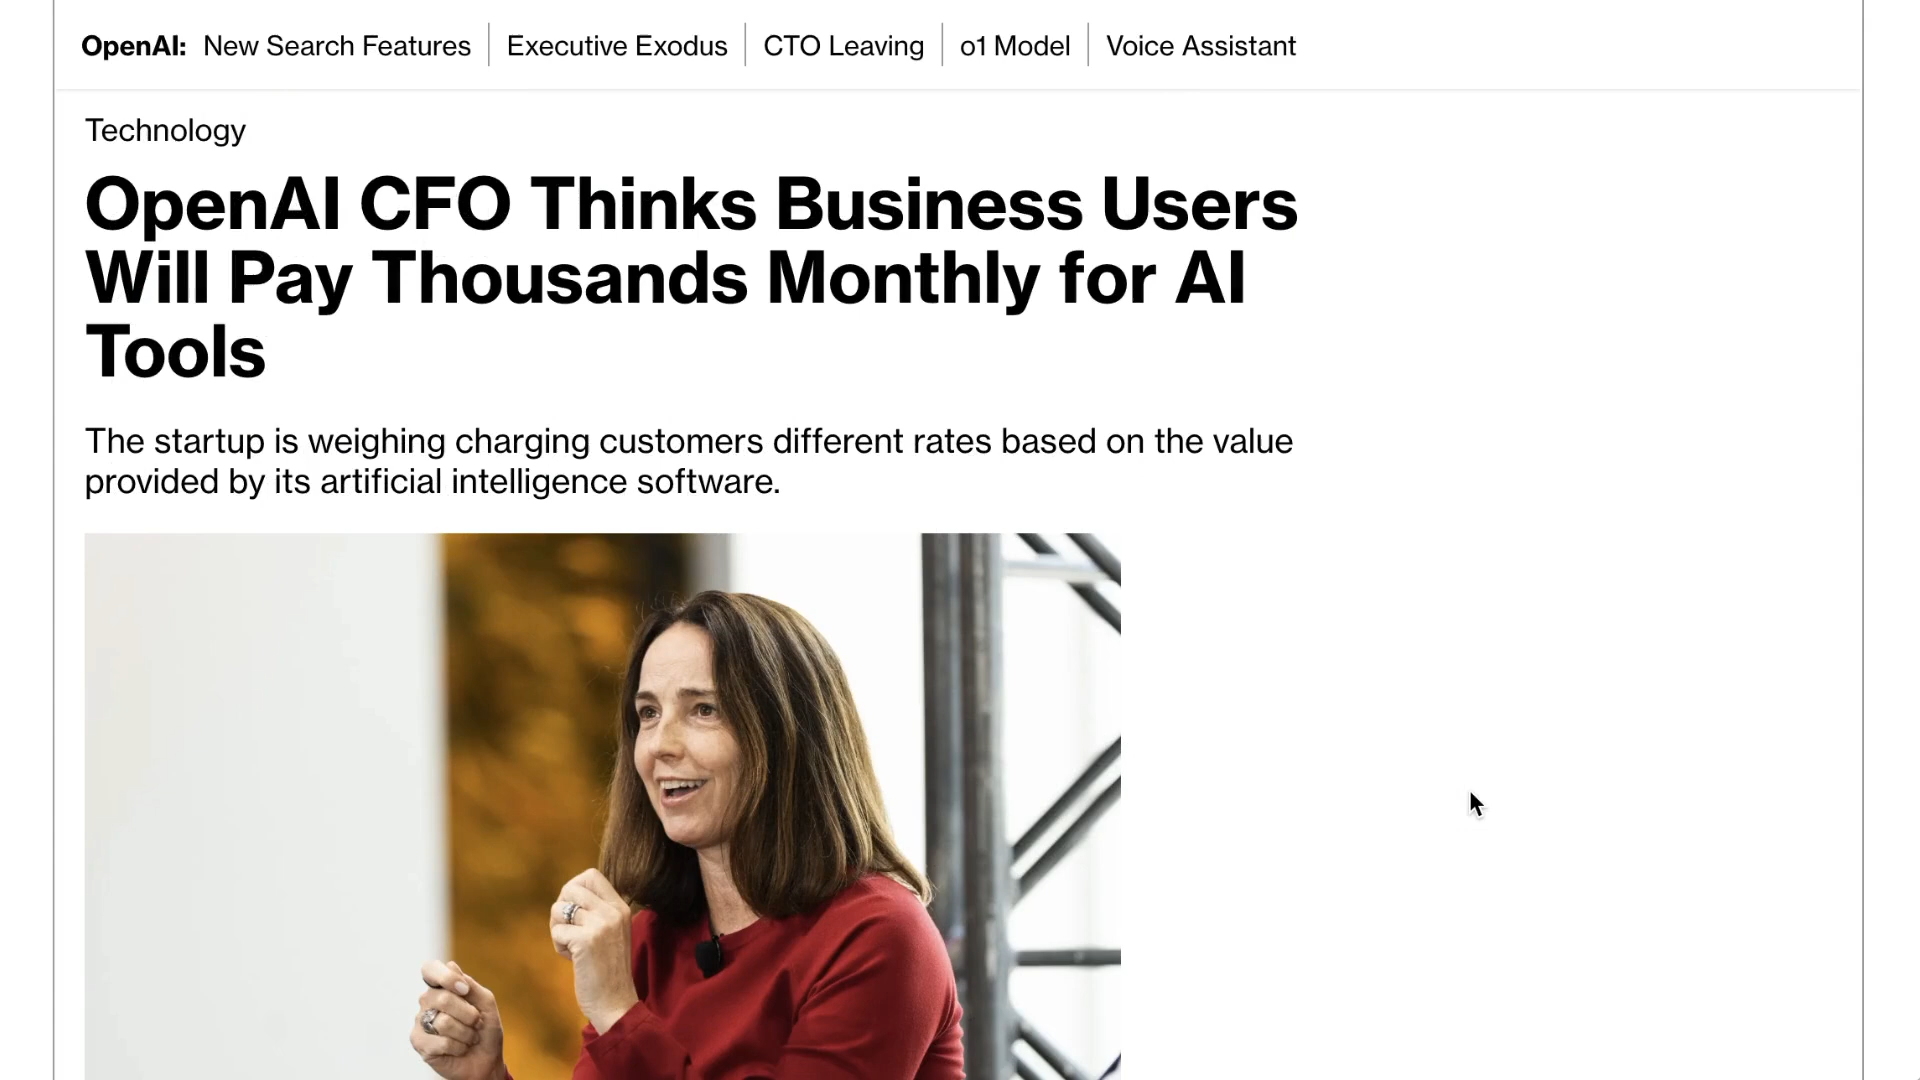 OpenAI: New Search Features Executive Exodus CTO Leaving o1 Model Voice Assistant
Technology
OpenAI CFO Thinks Business Users
Will Pay Thousands Monthly for AI
Tools
The startup is weighing charging customers different rates based on the value
provided by its artificial intelligence software.